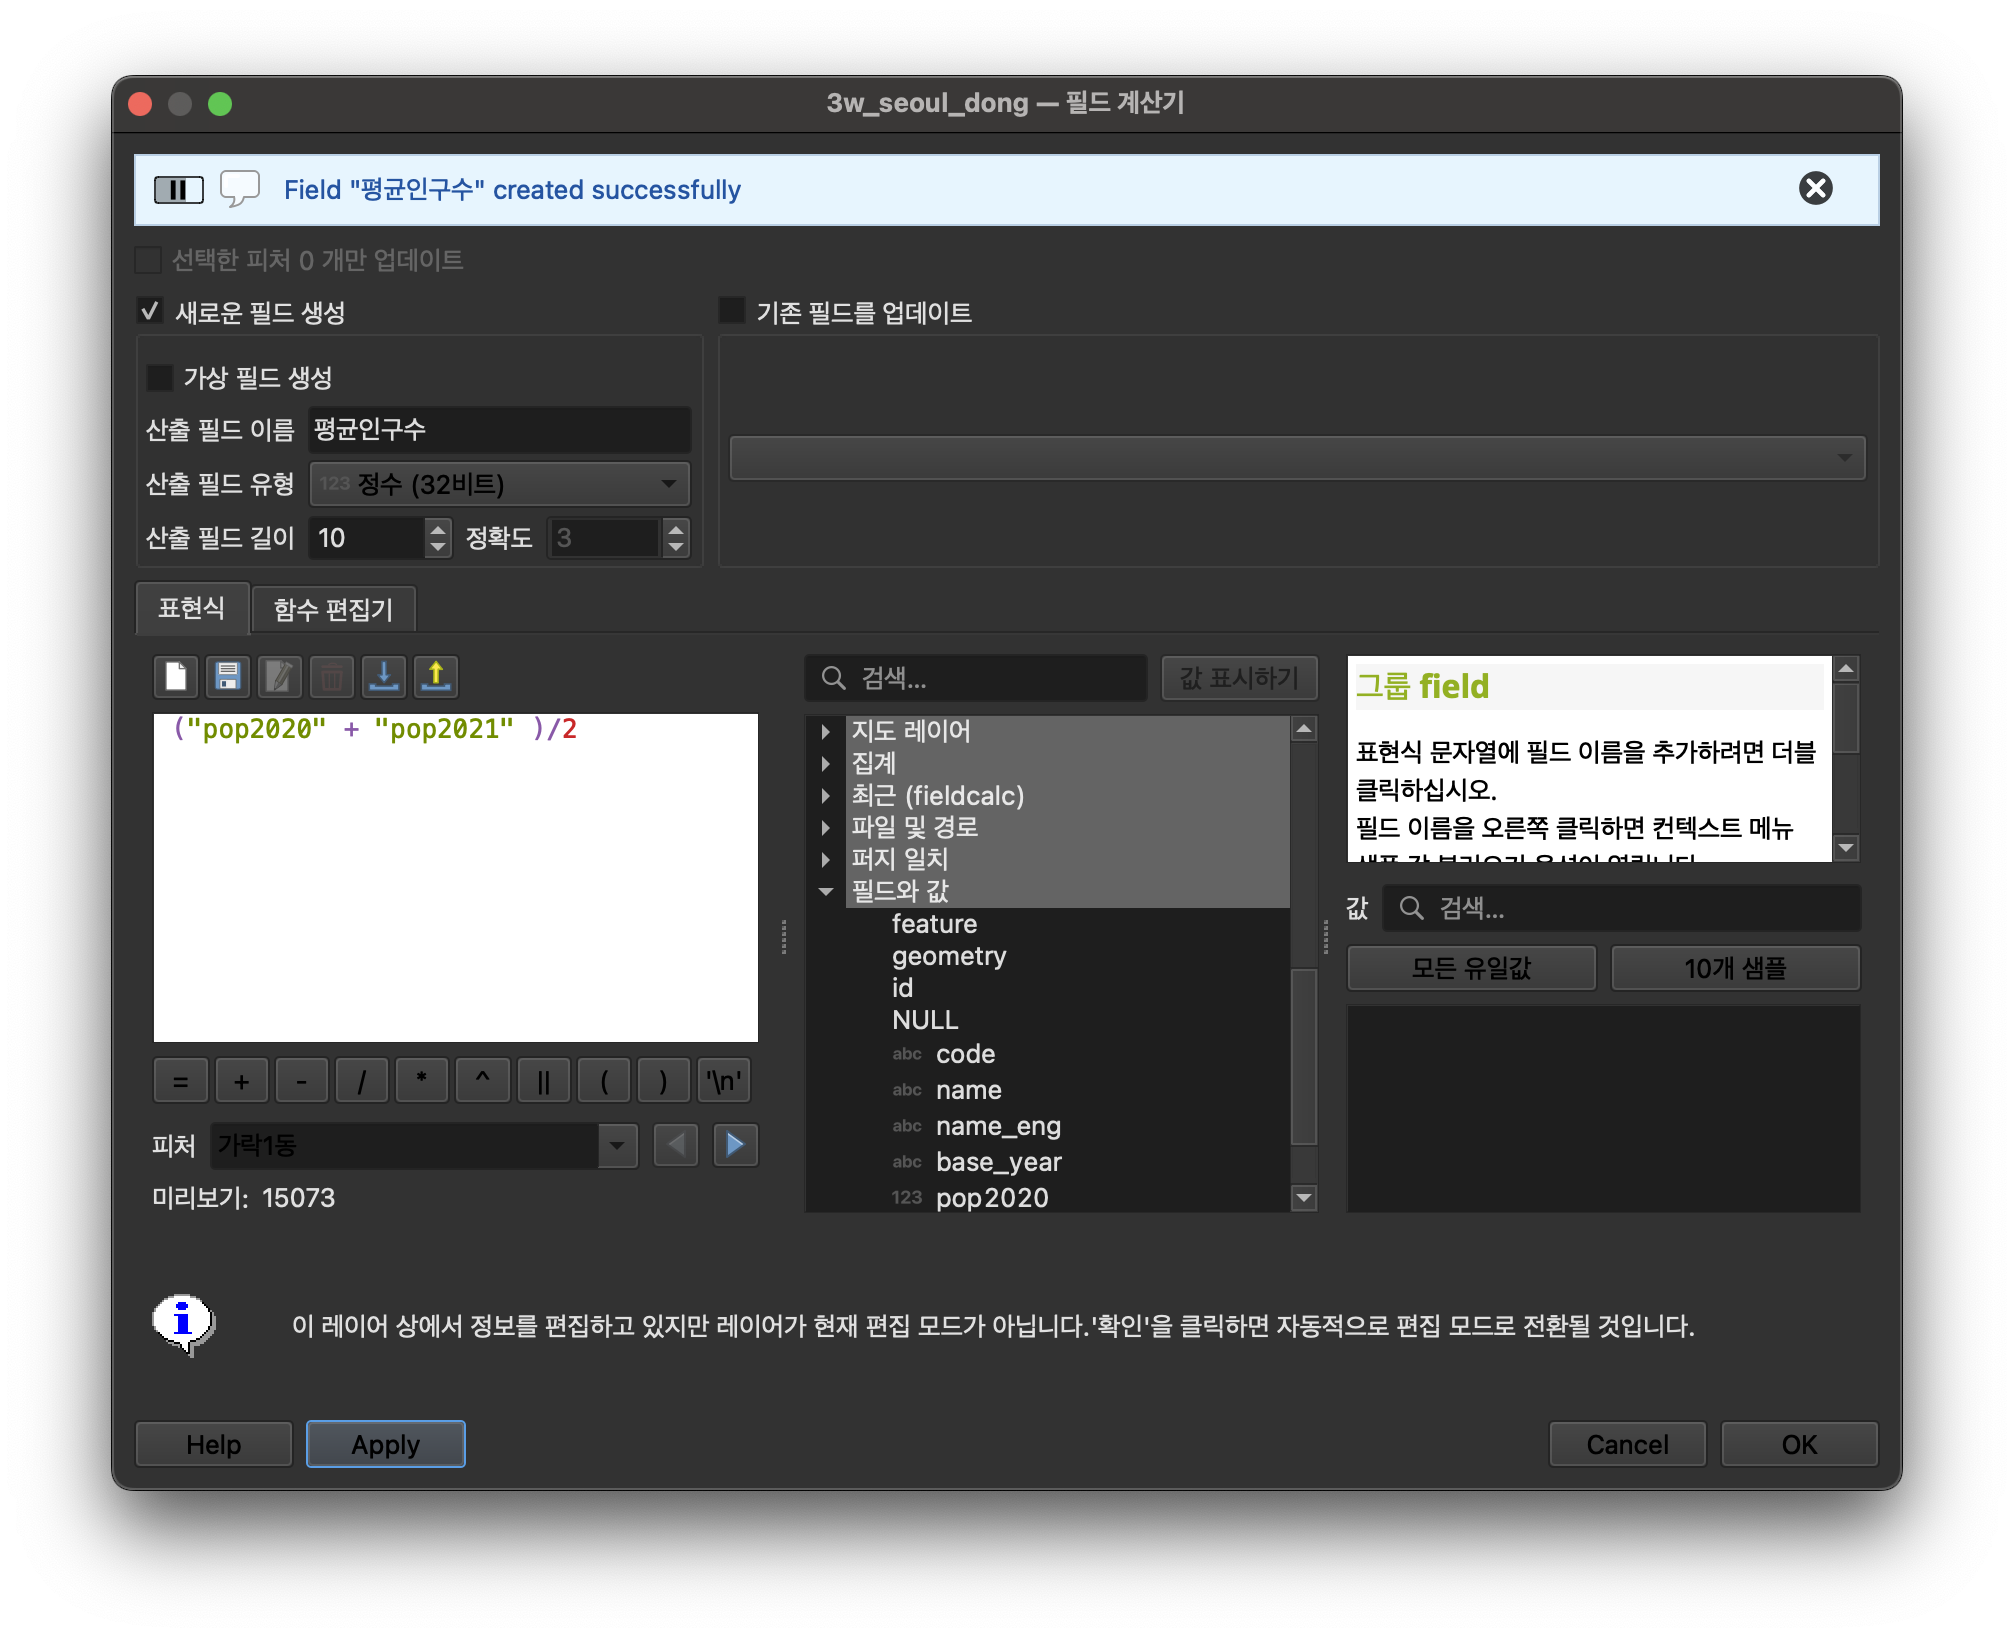 3w_seoul_dong — 필드 계산기
Field "평균인구수" created successfully
선택한 피처 0 개만 업데이트
새로운 필드 생성
기존 필드를 업데이트
가상 필드 생성
산출 필드 이름 평균인구수
산출 필드 유형 123 정수 (32비트)
산출 필드 길이 10 정확도 3
표현식 함수 편집기
("pop2020" + "pop2021" )/2
= + - / * ^ || ( ) '\n'
피처 가락1동
미리보기: 15073
검색... 값 표시하기
지도 레이어
집계
최근 (fieldcalc)
파일 및 경로
퍼지 일치
필드와 값
feature
geometry
id
NULL
abc code
abc name
abc name_eng
abc base_year
123 pop2020
그룹 field
표현식 문자열에 필드 이름을 추가하려면 더블
클릭하십시오.
필드 이름을 오른쪽 클릭하면 컨텍스트 메뉴
값 검색...
모든 유일값 10개 샘플
이 레이어 상에서 정보를 편집하고 있지만 레이어가 현재 편집 모드가 아닙니다.'확인'을 클릭하면 자동적으로 편집 모드로 전환될 것입니다.
Help Apply Cancel OK